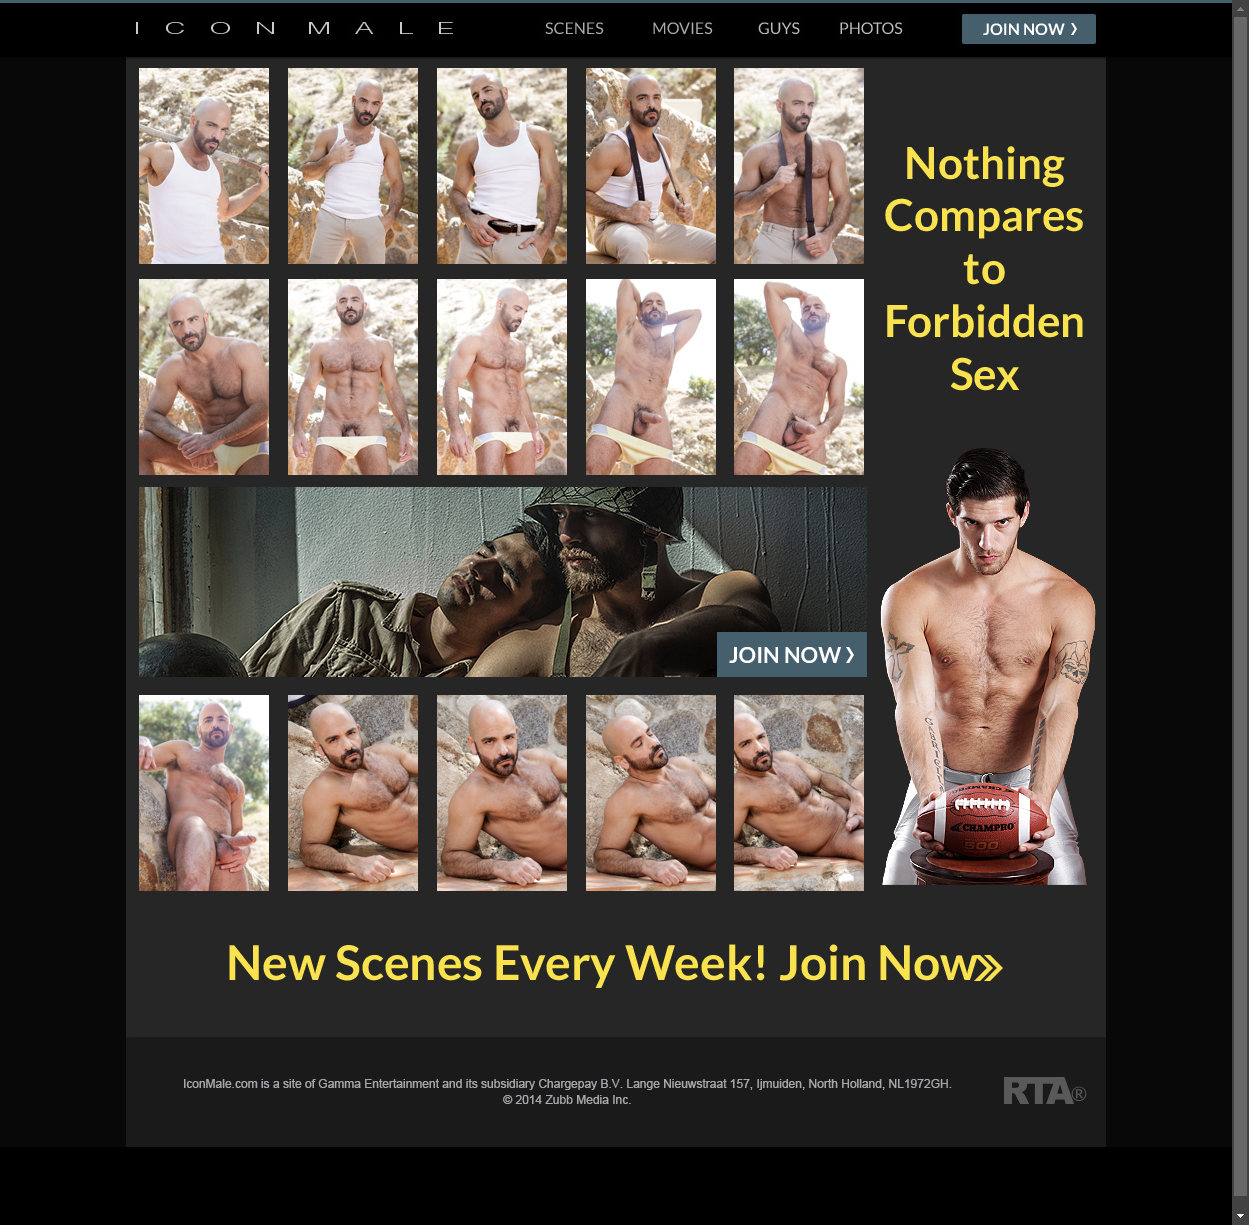 ICON MALE
SCENES
MOVIES
GUYS
PHOTOS
JOIN NOW
Nothing
Compares
to
Forbidden
Sex
JOIN NOW
CHAMPRO
500
New Scenes Every Week! Join Now
IconMale.com is a site of Gamma Entertainment and its subsidiary Chargepay B.V. Lange Nieuwstraat 157, Ijmuiden, North Holland, NL1972GH.
© 2014 Zubb Media Inc.
RTA®